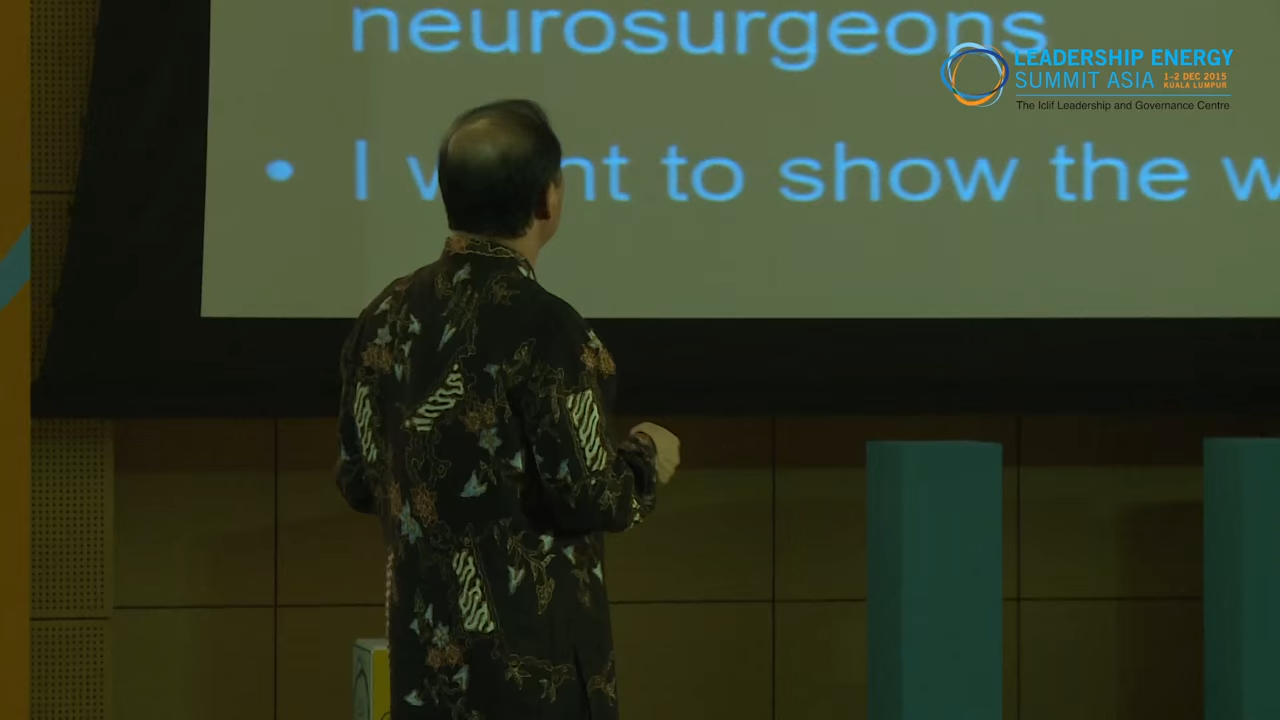 neurosurgeons
• I want to show the w
LEADERSHIP ENERGY
SUMMIT ASIA 1-2 DEC 2015
KUALA LUMPUR
The Iclif Leadership and Governance Centre